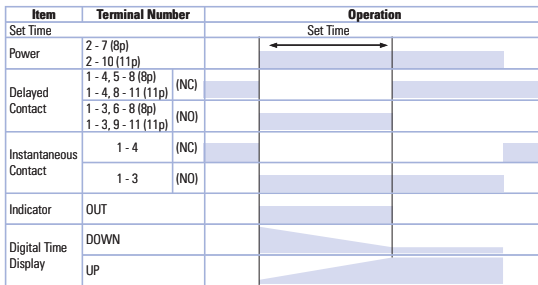 Item Terminal Number Operation
Set Time Set Time
Power 2 - 7 (8p)
2 - 10 (11p)
Delayed Contact 1 - 4, 5 - 8 (8p)
1 - 4, 8 - 11 (11p) (NC)
1 - 3, 6 - 8 (8p)
1 - 3, 9 - 11 (11p) (NO)
Instantaneous Contact 1 - 4 (NC)
1 - 3 (NO)
Indicator OUT
Digital Time Display DOWN
UP